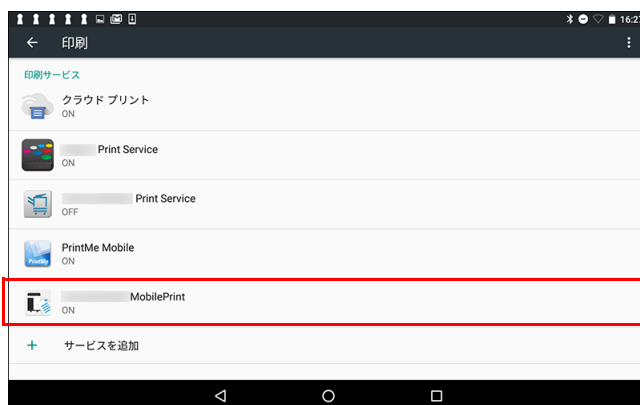 16:27
印刷
印刷サービス
クラウド プリント
ON
Print Service
ON
Print Service
OFF
PrintMe
PrintMe Mobile
ON
MobilePrint
ON
+ サービスを追加